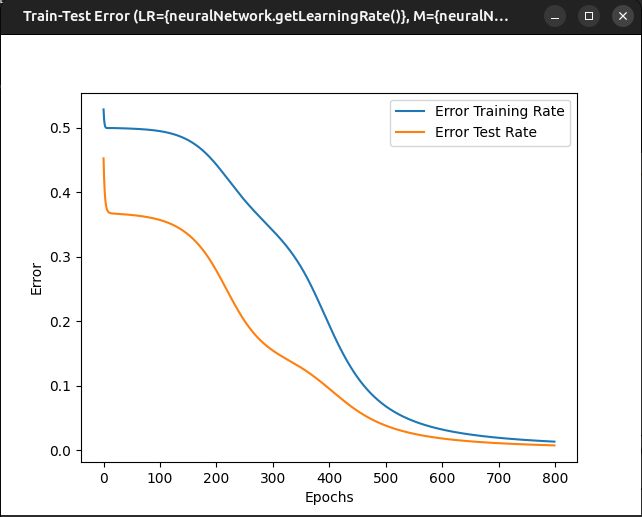 Train-Test Error (LR={neuralNetwork.getLearningRate()}, M={neuralN...
Error Training Rate
Error Test Rate
0.5
0.4
0.3
0.2
0.1
0.0
Error
0 100 200 300 400 500 600 700 800
Epochs